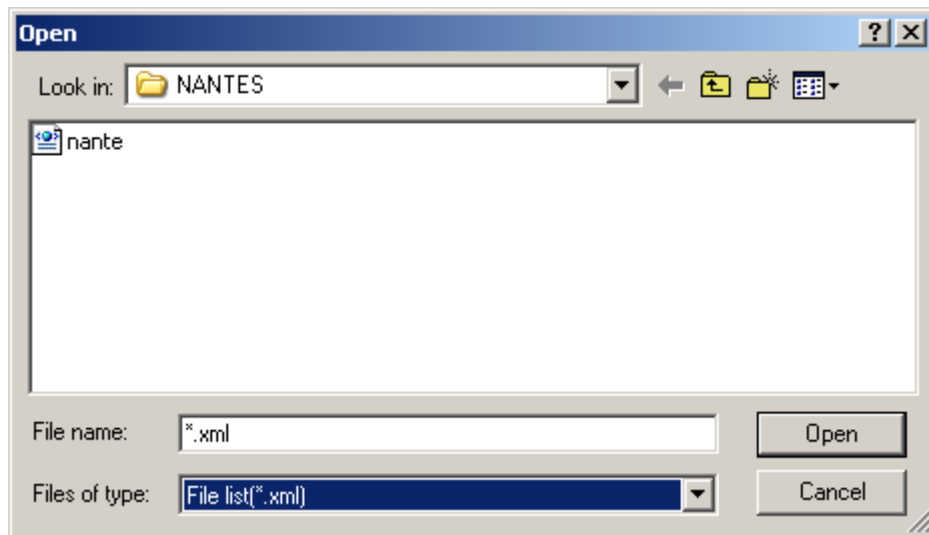 Open
Look in: NANTES
nante
File name: *.xml Open
Files of type: File list(*.xml) Cancel